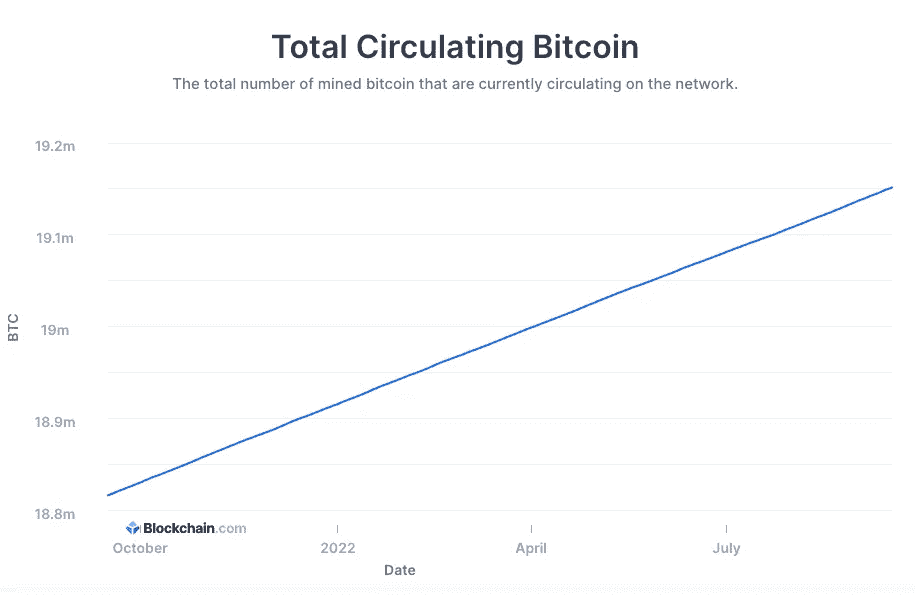 Total Circulating Bitcoin
The total number of mined bitcoin that are currently circulating on the network.
19.2m
19.1m
19m
18.9m
18.8m
BTC
Blockchain.com
October 2022 April July
Date